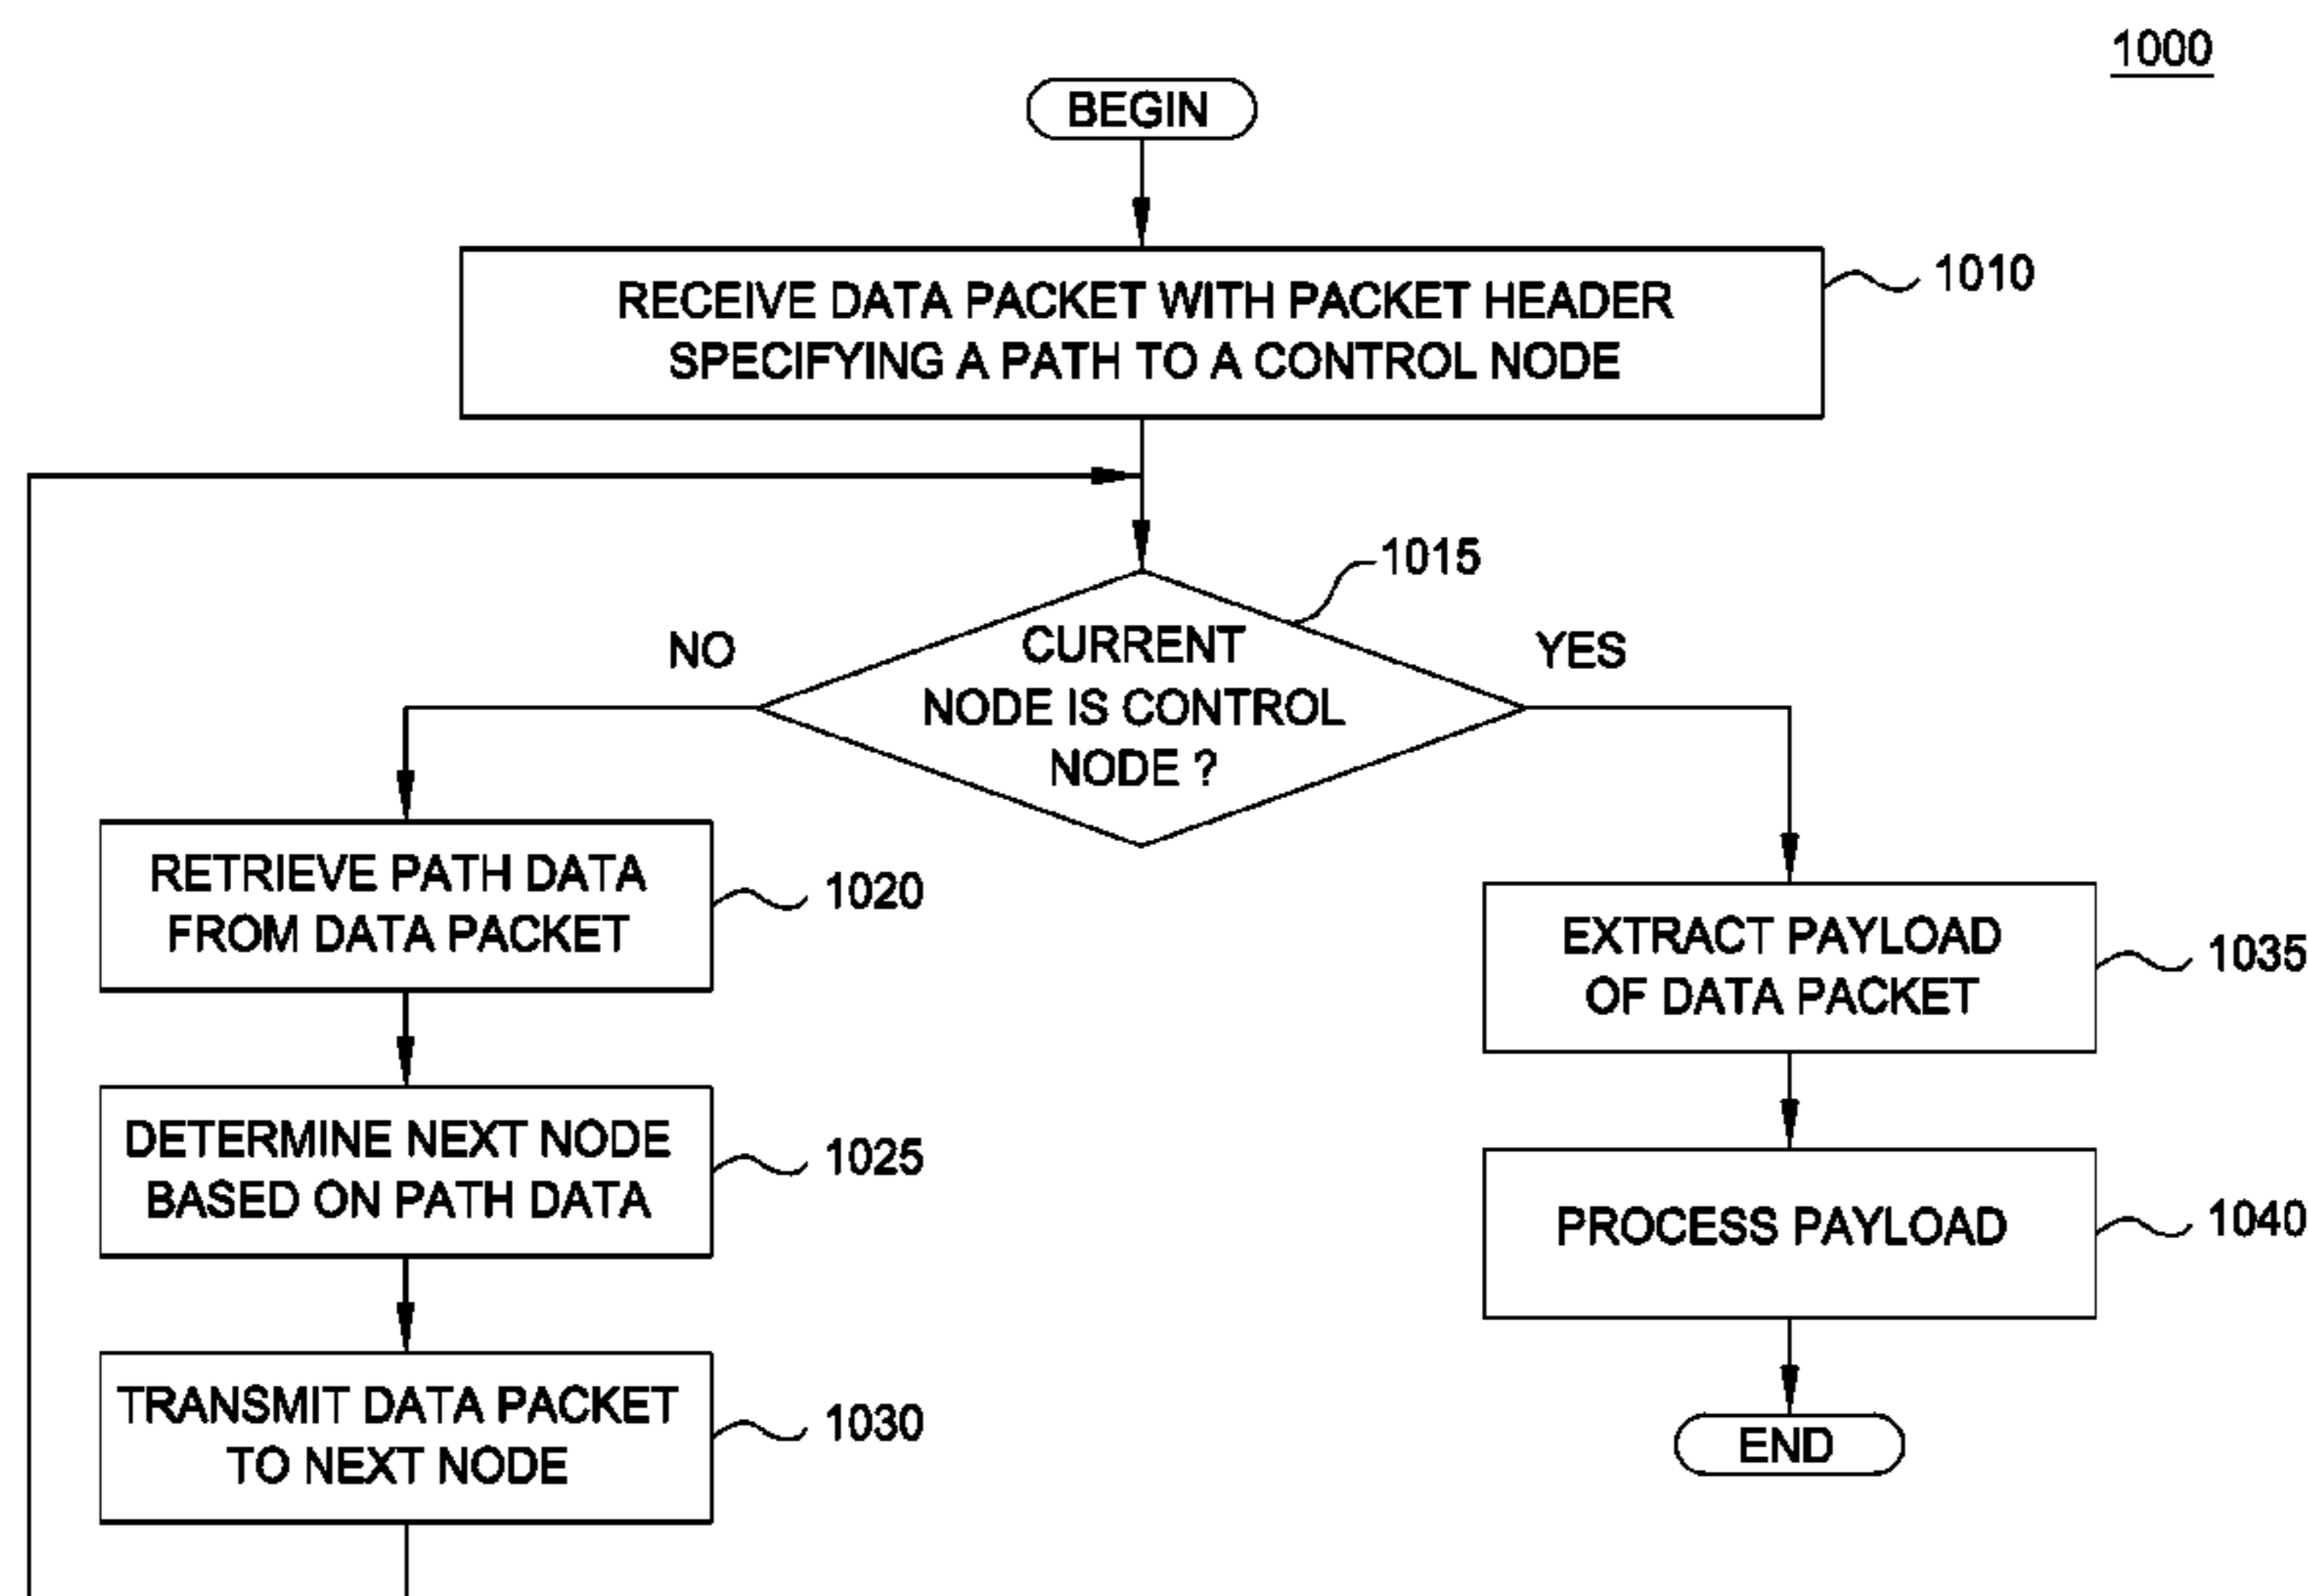 1000
BEGIN
RECEIVE DATA PACKET WITH PACKET HEADER
SPECIFYING A PATH TO A CONTROL NODE
1010
1015
CURRENT
NODE IS CONTROL
NODE ?
NO
YES
RETRIEVE PATH DATA
FROM DATA PACKET
1020
DETERMINE NEXT NODE
BASED ON PATH DATA
1025
TRANSMIT DATA PACKET
TO NEXT NODE
1030
EXTRACT PAYLOAD
OF DATA PACKET
1035
PROCESS PAYLOAD
1040
END